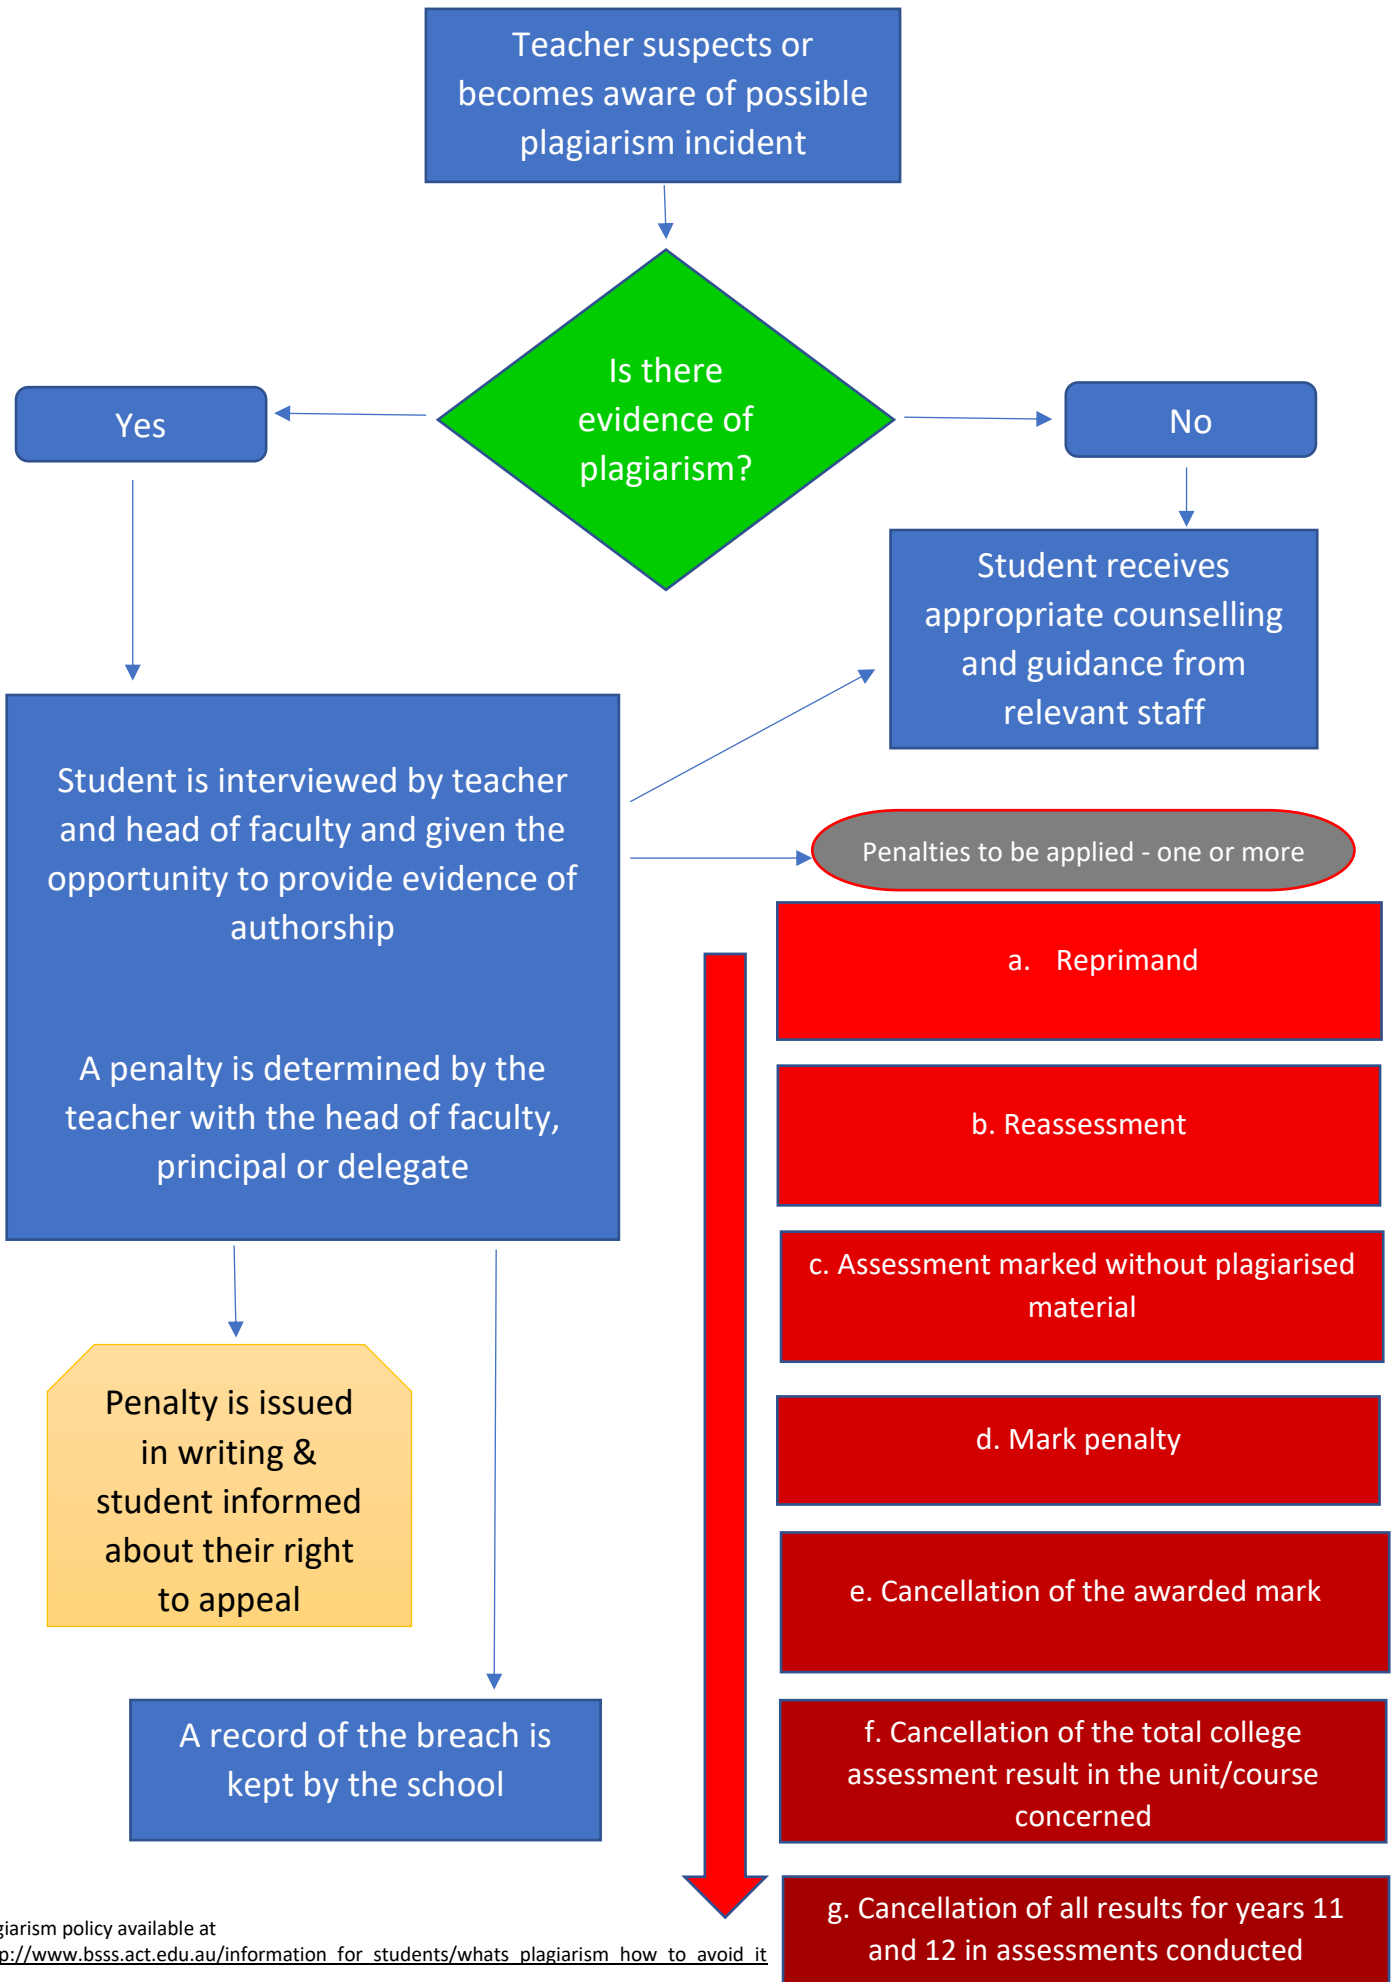 Teacher suspects or
becomes aware of possible
plagiarism incident
Is there
evidence of
plagiarism?
Yes
No
Student receives
appropriate counselling
and guidance from
relevant staff
Student is interviewed by teacher
and head of faculty and given the
opportunity to provide evidence of
authorship
A penalty is determined by the
teacher with the head of faculty,
principal or delegate
Penalties to be applied - one or more
a. Reprimand
b. Reassessment
c. Assessment marked without plagiarised
material
d. Mark penalty
e. Cancellation of the awarded mark
f. Cancellation of the total college
assessment result in the unit/course
concerned
g. Cancellation of all results for years 11
and 12 in assessments conducted
Penalty is issued
in writing &
student informed
about their right
to appeal
A record of the breach is
kept by the school
giarism policy available at
p://www.bsss.act.edu.au/information_for_students/whats_plagiarism_how_to_avoid_it